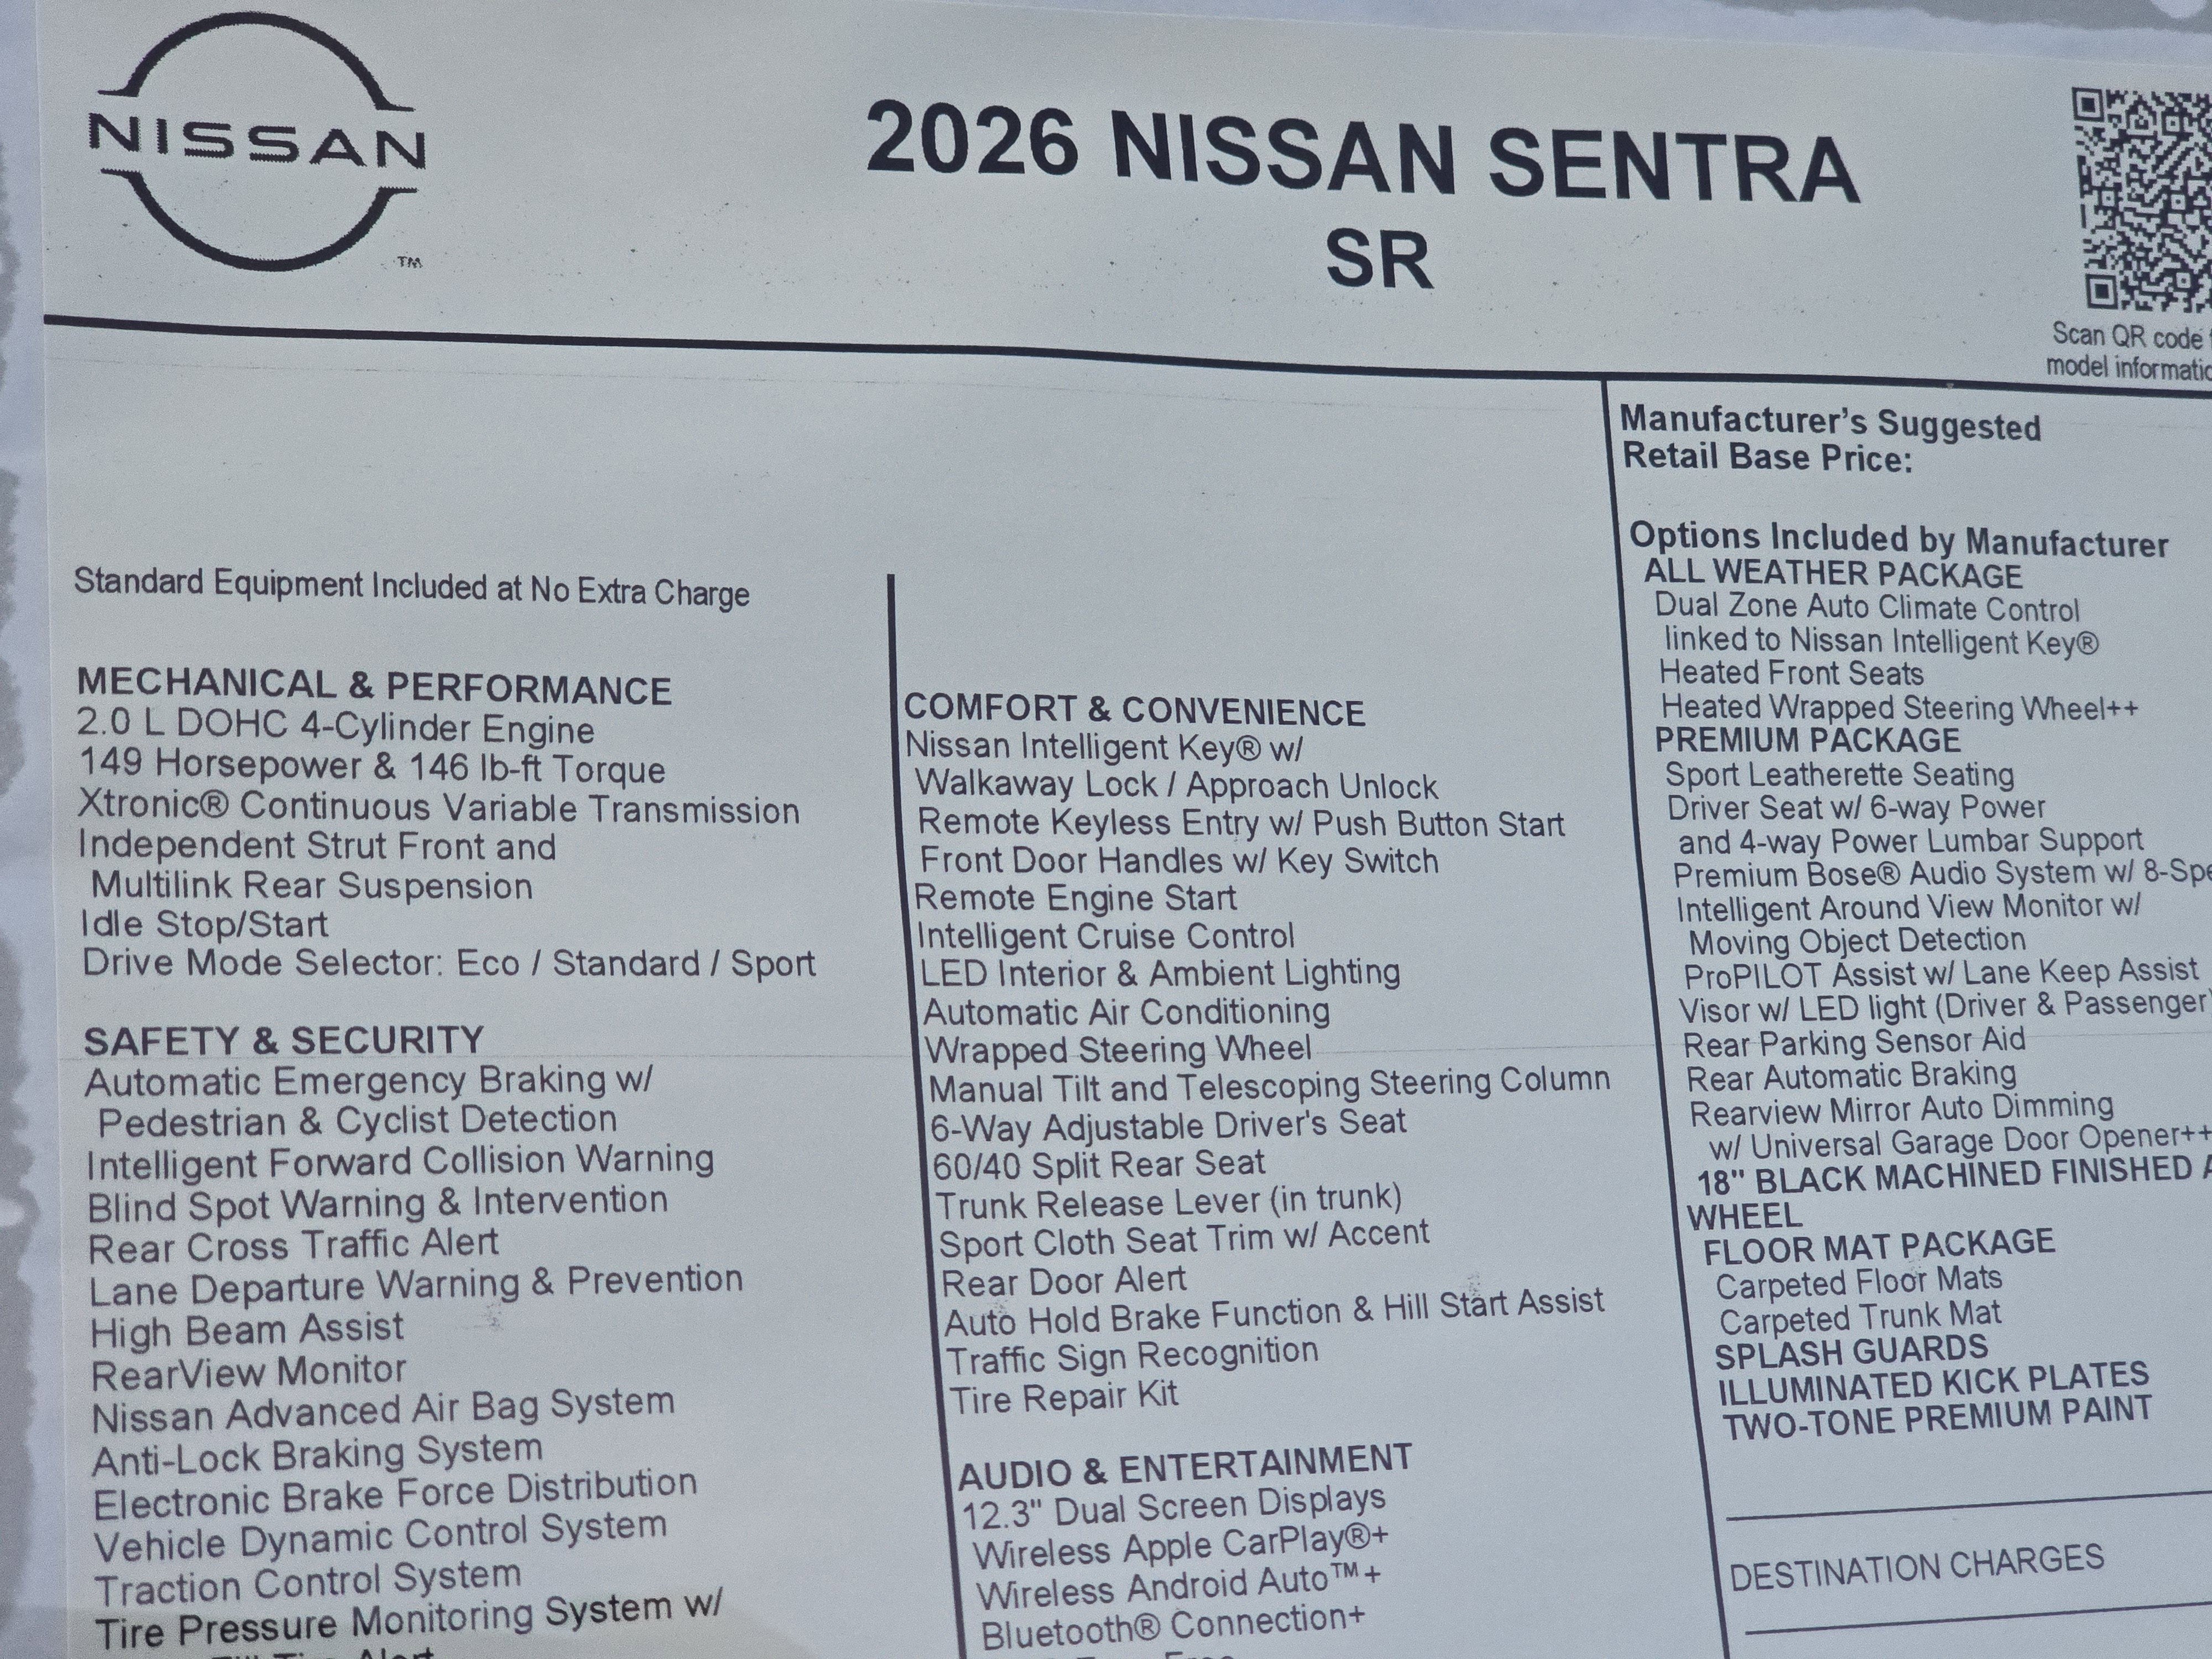 NISSAN
TM
2026 NISSAN SENTRA
SR
Scan QR code
model
Standard Equipment Included at No Extra Charge
MECHANICAL & PERFORMANCE
2.0 L DOHC 4-Cylinder Engine
149 Horsepower & 146 lb-ft Torque
Xtronic® Continuous Variable Transmission
Independent Strut Front and
Multilink Rear Suspension
Idle Stop/Start
Drive Mode Selector: Eco / Standard / Sport
SAFETY & SECURITY
Automatic Emergency Braking w/
Pedestrian & Cyclist Detection
Intelligent Forward Collision Warning
Blind Spot Warning & Intervention
Rear Cross Traffic Alert
Lane Departure Warning & Prevention
High Beam Assist
RearView Monitor
Nissan Advanced Air Bag System
Anti-Lock Braking System
Electronic Brake Force Distribution
Vehicle Dynamic Control System
Traction Control System
Tire Pressure Monitoring System w/
COMFORT & CONVENIENCE
Nissan Intelligent Key® w/
Walkaway Lock / Approach Unlock
Remote Keyless Entry w/ Push Button Start
Front Door Handles w/ Key Switch
Remote Engine Start
Intelligent Cruise Control
LED Interior & Ambient Lighting
Automatic Air Conditioning
Wrapped Steering Wheel
Manual Tilt and Telescoping Steering Column
6-Way Adjustable Driver's Seat
60/40 Split Rear Seat
Trunk Release Lever (in trunk)
Sport Cloth Seat Trim w/ Accent
Rear Door Alert
Auto Hold Brake Function & Hill Start Assist
Traffic Sign Recognition
Tire Repair Kit
AUDIO & ENTERTAINMENT
12.3" Dual Screen Displays
Wireless Apple CarPlay®+
Wireless Android Auto™+
Bluetooth® Connection+
Manufacturer's Suggested
Retail Base Price:
Options Included by Manufacturer
ALL WEATHER PACKAGE
Dual Zone Auto Climate Control
linked to Nissan Intelligent Key®
Heated Front Seats
Heated Wrapped Steering Wheel++
PREMIUM PACKAGE
Sport Leatherette Seating
Driver Seat w/ 6-way Power
and 4-way Power Lumbar Support
Premium Bose® Audio System w/
Intelligent Around View Monitor w/
Moving Object Detection
ProPILOT Assist w/ Lane Keep Assist
Visor w/ LED light (Driver & Passenger)
Rear Parking Sensor Aid
Rear Automatic Braking
Rearview Mirror Auto Dimming
w/ Universal Garage Door Opener++
18" BLACK MACHINED FINISHED
WHEEL
FLOOR MAT PACKAGE
Carpeted Floor Mats
Carpeted Trunk Mat
SPLASH GUARDS
ILLUMINATED KICK PLATES
TWO-TONE PREMIUM PAINT
DESTINATION CHARGES